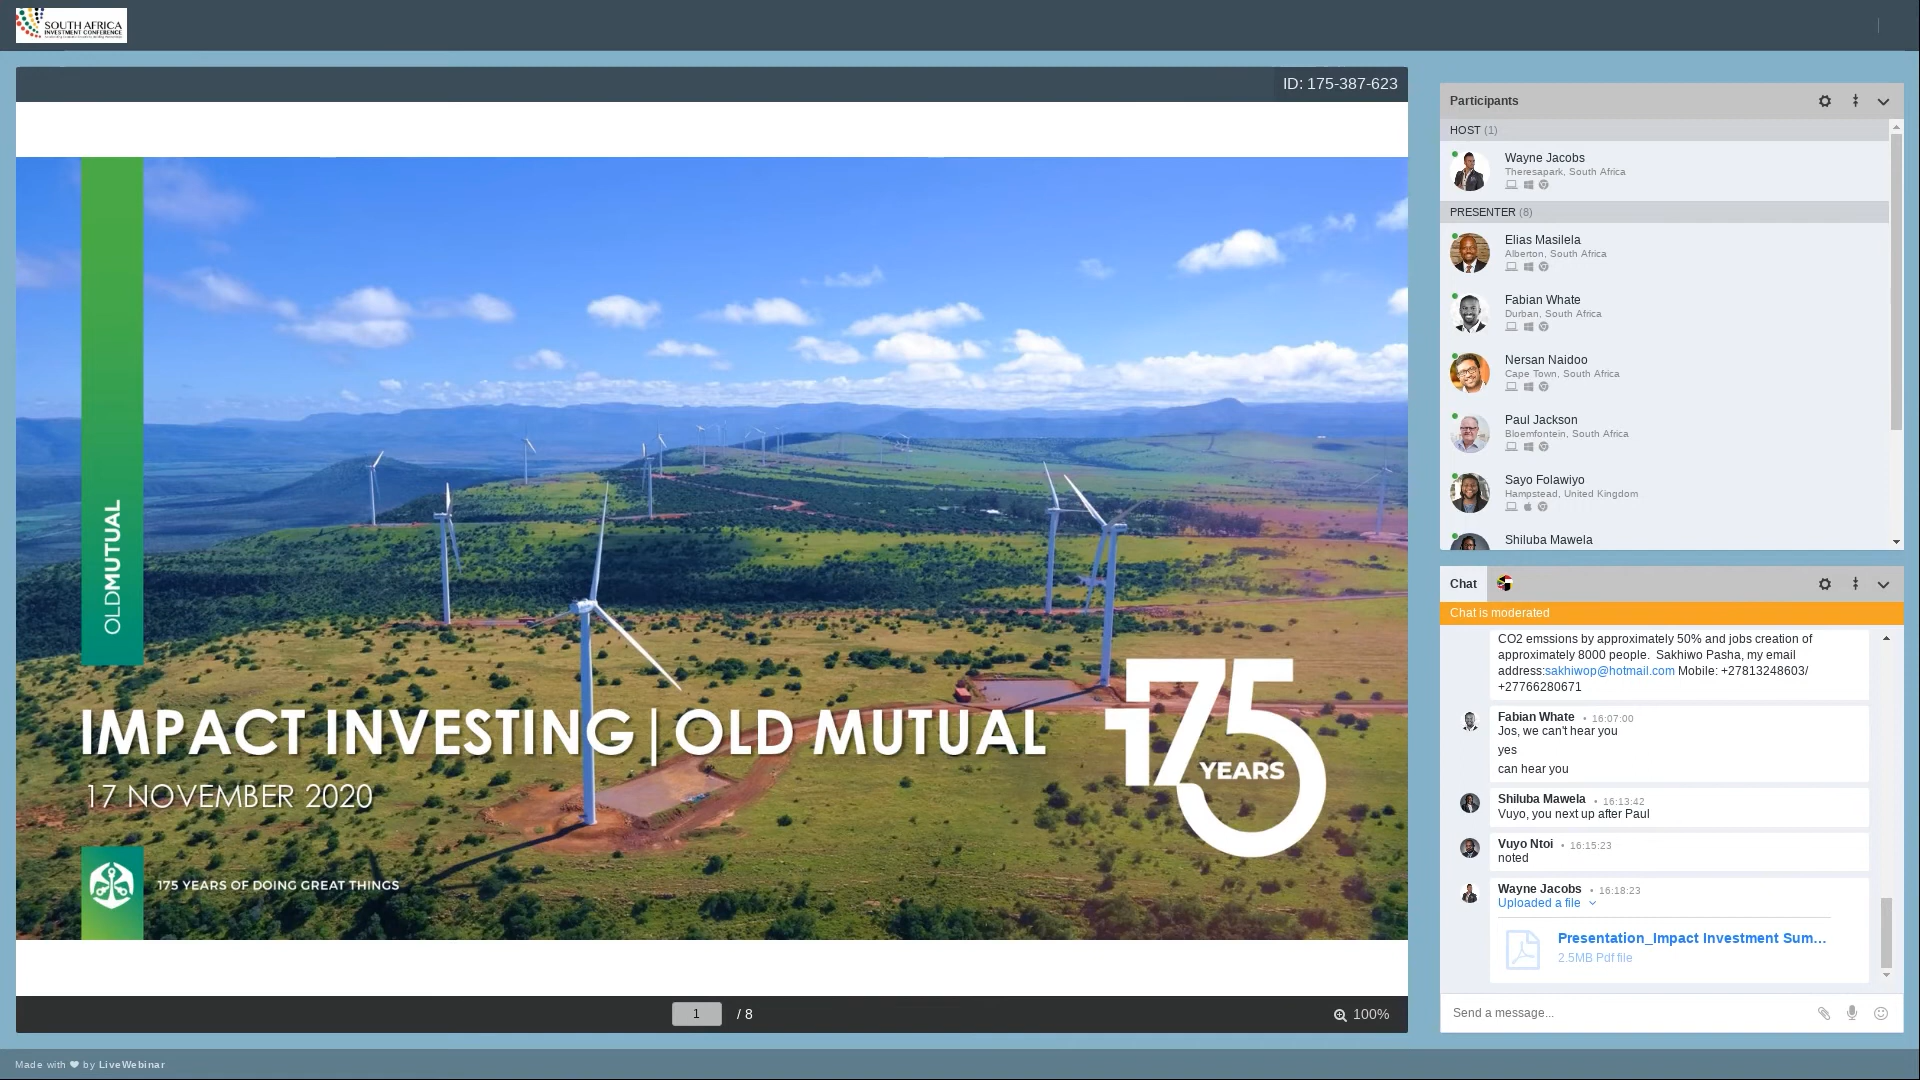 SOUTH AFRICA
INVESTMENT CONFERENCE
ID: 175-387-623
OLDMUTUAL
IMPACT INVESTING|OLD MUTUAL
17 NOVEMBER 2020
175
YEARS
175 YEARS OF DOING GREAT THINGS
1 / 8
100%
Participants
HOST (1)
Wayne Jacobs
Theresapark, South Africa
PRESENTER (8)
Elias Masilela
Alberton, South Africa
Fabian Whate
Durban, South Africa
Nersan Naidoo
Cape Town, South Africa
Paul Jackson
Bloemfontein, South Africa
Sayo Folawiyo
Hampstead, United Kingdom
Shiluba Mawela
Chat
Chat is moderated
CO2 emssions by approximately 50% and jobs creation of
approximately 8000 people.  Sakhiwo Pasha, my email
address:sakhiwop@hotmail.com Mobile: +27813248603/
+27766280671
Fabian Whate • 16:07:00
Jos, we can't hear you
yes
can hear you
Shiluba Mawela • 16:13:42
Vuyo, you next up after Paul
Vuyo Ntoi • 16:15:23
noted
Wayne Jacobs • 16:18:23
Uploaded a file
Presentation_Impact Investment Sum...
2.5MB Pdf file
Send a message...
Made with ❤ by LiveWebinar